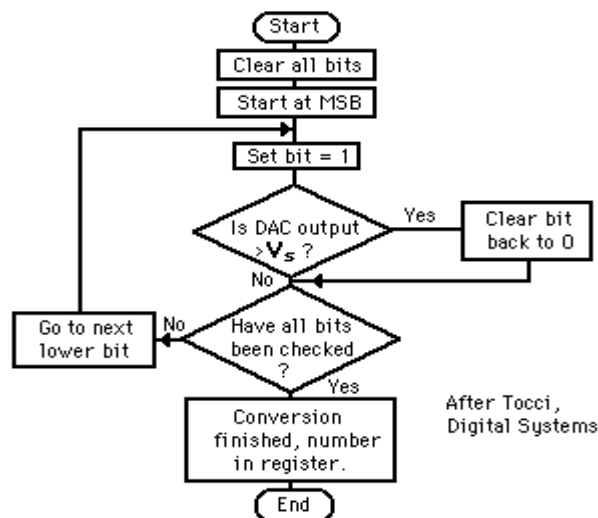 Start
Clear all bits
Start at MSB
Set bit = 1
Is DAC output
>Vs ?
Yes
Clear bit
back to 0
No
Have all bits
been checked
?
No
Go to next
lower bit
Yes
Conversion
finished, number
in register.
End
After Tocci,
Digital Systems